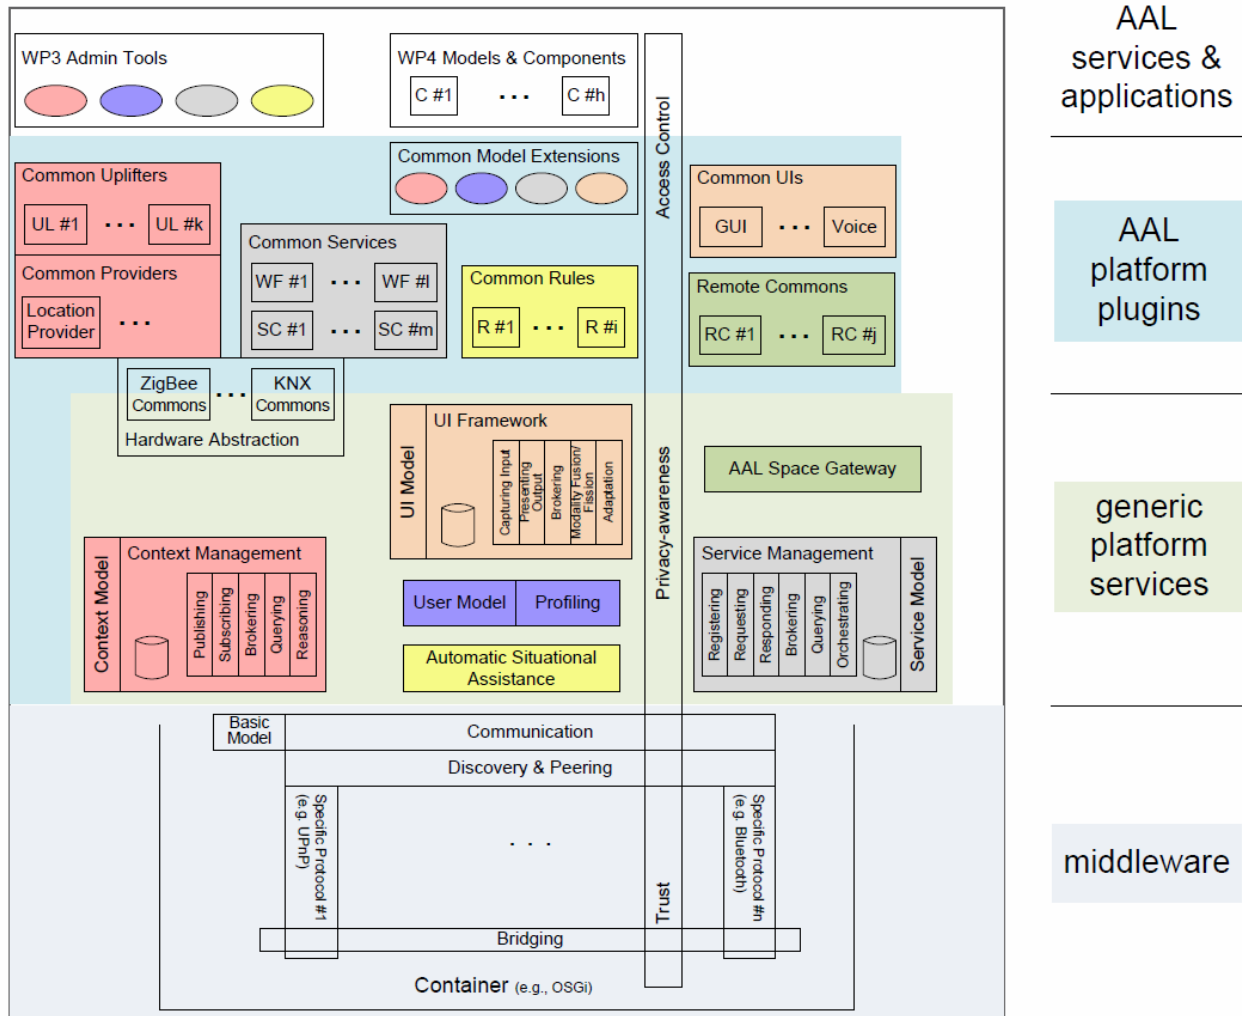 WP3 Admin Tools
WP4 Models & Components
C #1 ... C #h
Access Control
AAL
services &
applications
Common Uplifters
UL #1 ... UL #k
Common Model Extensions
Common UIs
GUI ... Voice
Common Providers
Location
Provider ...
Common Services
WF #1 ... WF #l
SC #1 ... SC #m
Common Rules
R #1 ... R #i
Remote Commons
RC #1 ... RC #j
AAL
platform
plugins
ZigBee
Commons
...
KNX
Commons
Hardware Abstraction
UI Model
UI Framework
Capturing Input
Presenting
Output
Brokering
Modality Fusion/
Fission
Adaptation
Privacy-awareness
AAL Space Gateway
generic
platform
services
Context Model
Context Management
Publishing
Subscribing
Brokering
Querying
Reasoning
User Model
Profiling
Automatic Situational
Assistance
Service Management
Registering
Requesting
Responding
Brokering
Querying
Orchestrating
Service Model
Basic
Model
Communication
Discovery & Peering
Specific Protocol #1
(e.g. UPnP)
. . .
Trust
Specific Protocol #n
(e.g. Bluetooth)
Bridging
Container (e.g., OSGi)
middleware